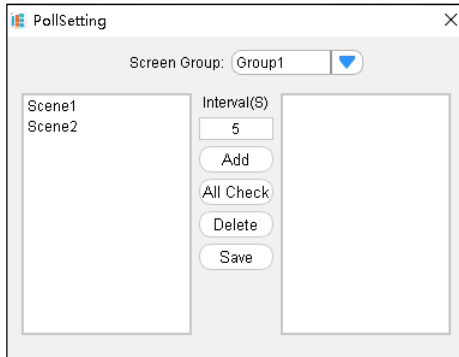 PollSetting
Screen Group: Group1
Scene1
Scene2
Interval(S)
5
Add
All Check
Delete
Save